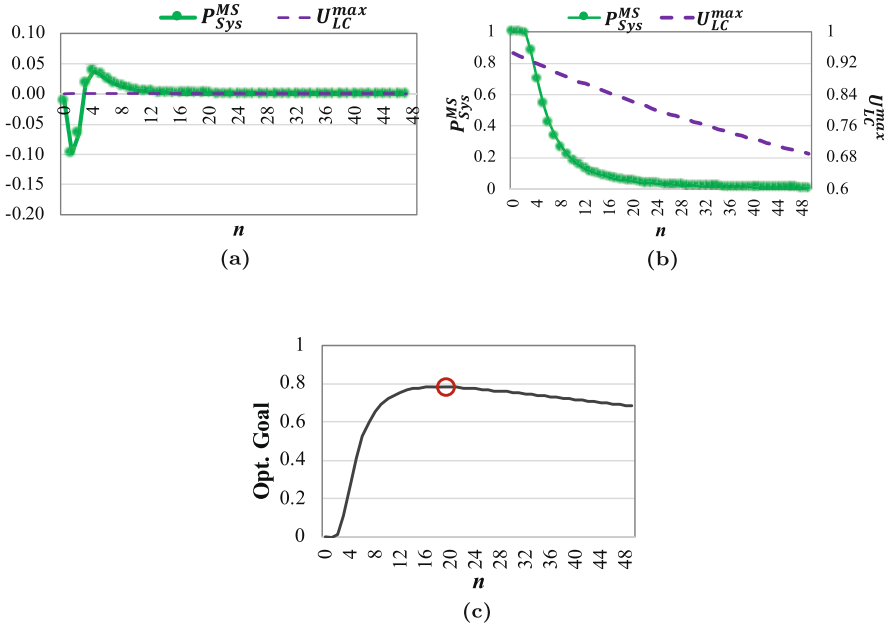 P_Sys^MS U_LC^max
0.10
0.05
0.00
-0.05
-0.10
-0.15
-0.20
0 4 8 12 16 20 24 28 32 36 40 44 48
n
(a)
P_Sys^MS U_LC^max
P_Sys^MS
1
0.8
0.6
0.4
0.2
0
1
0.92
0.84
0.76
0.68
0.6
U_LC^max
0 4 8 12 16 20 24 28 32 36 40 44 48
n
(b)
Opt. Goal
1
0.8
0.6
0.4
0.2
0
0 4 8 12 16 20 24 28 32 36 40 44 48
n
(c)